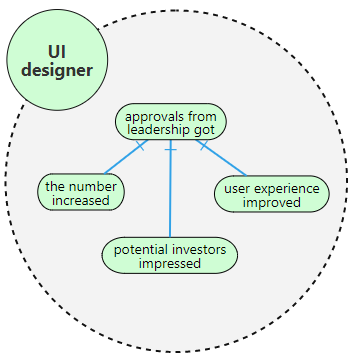 UI
designer
approvals from
leadership got
the number
increased
user experience
improved
potential investors
impressed